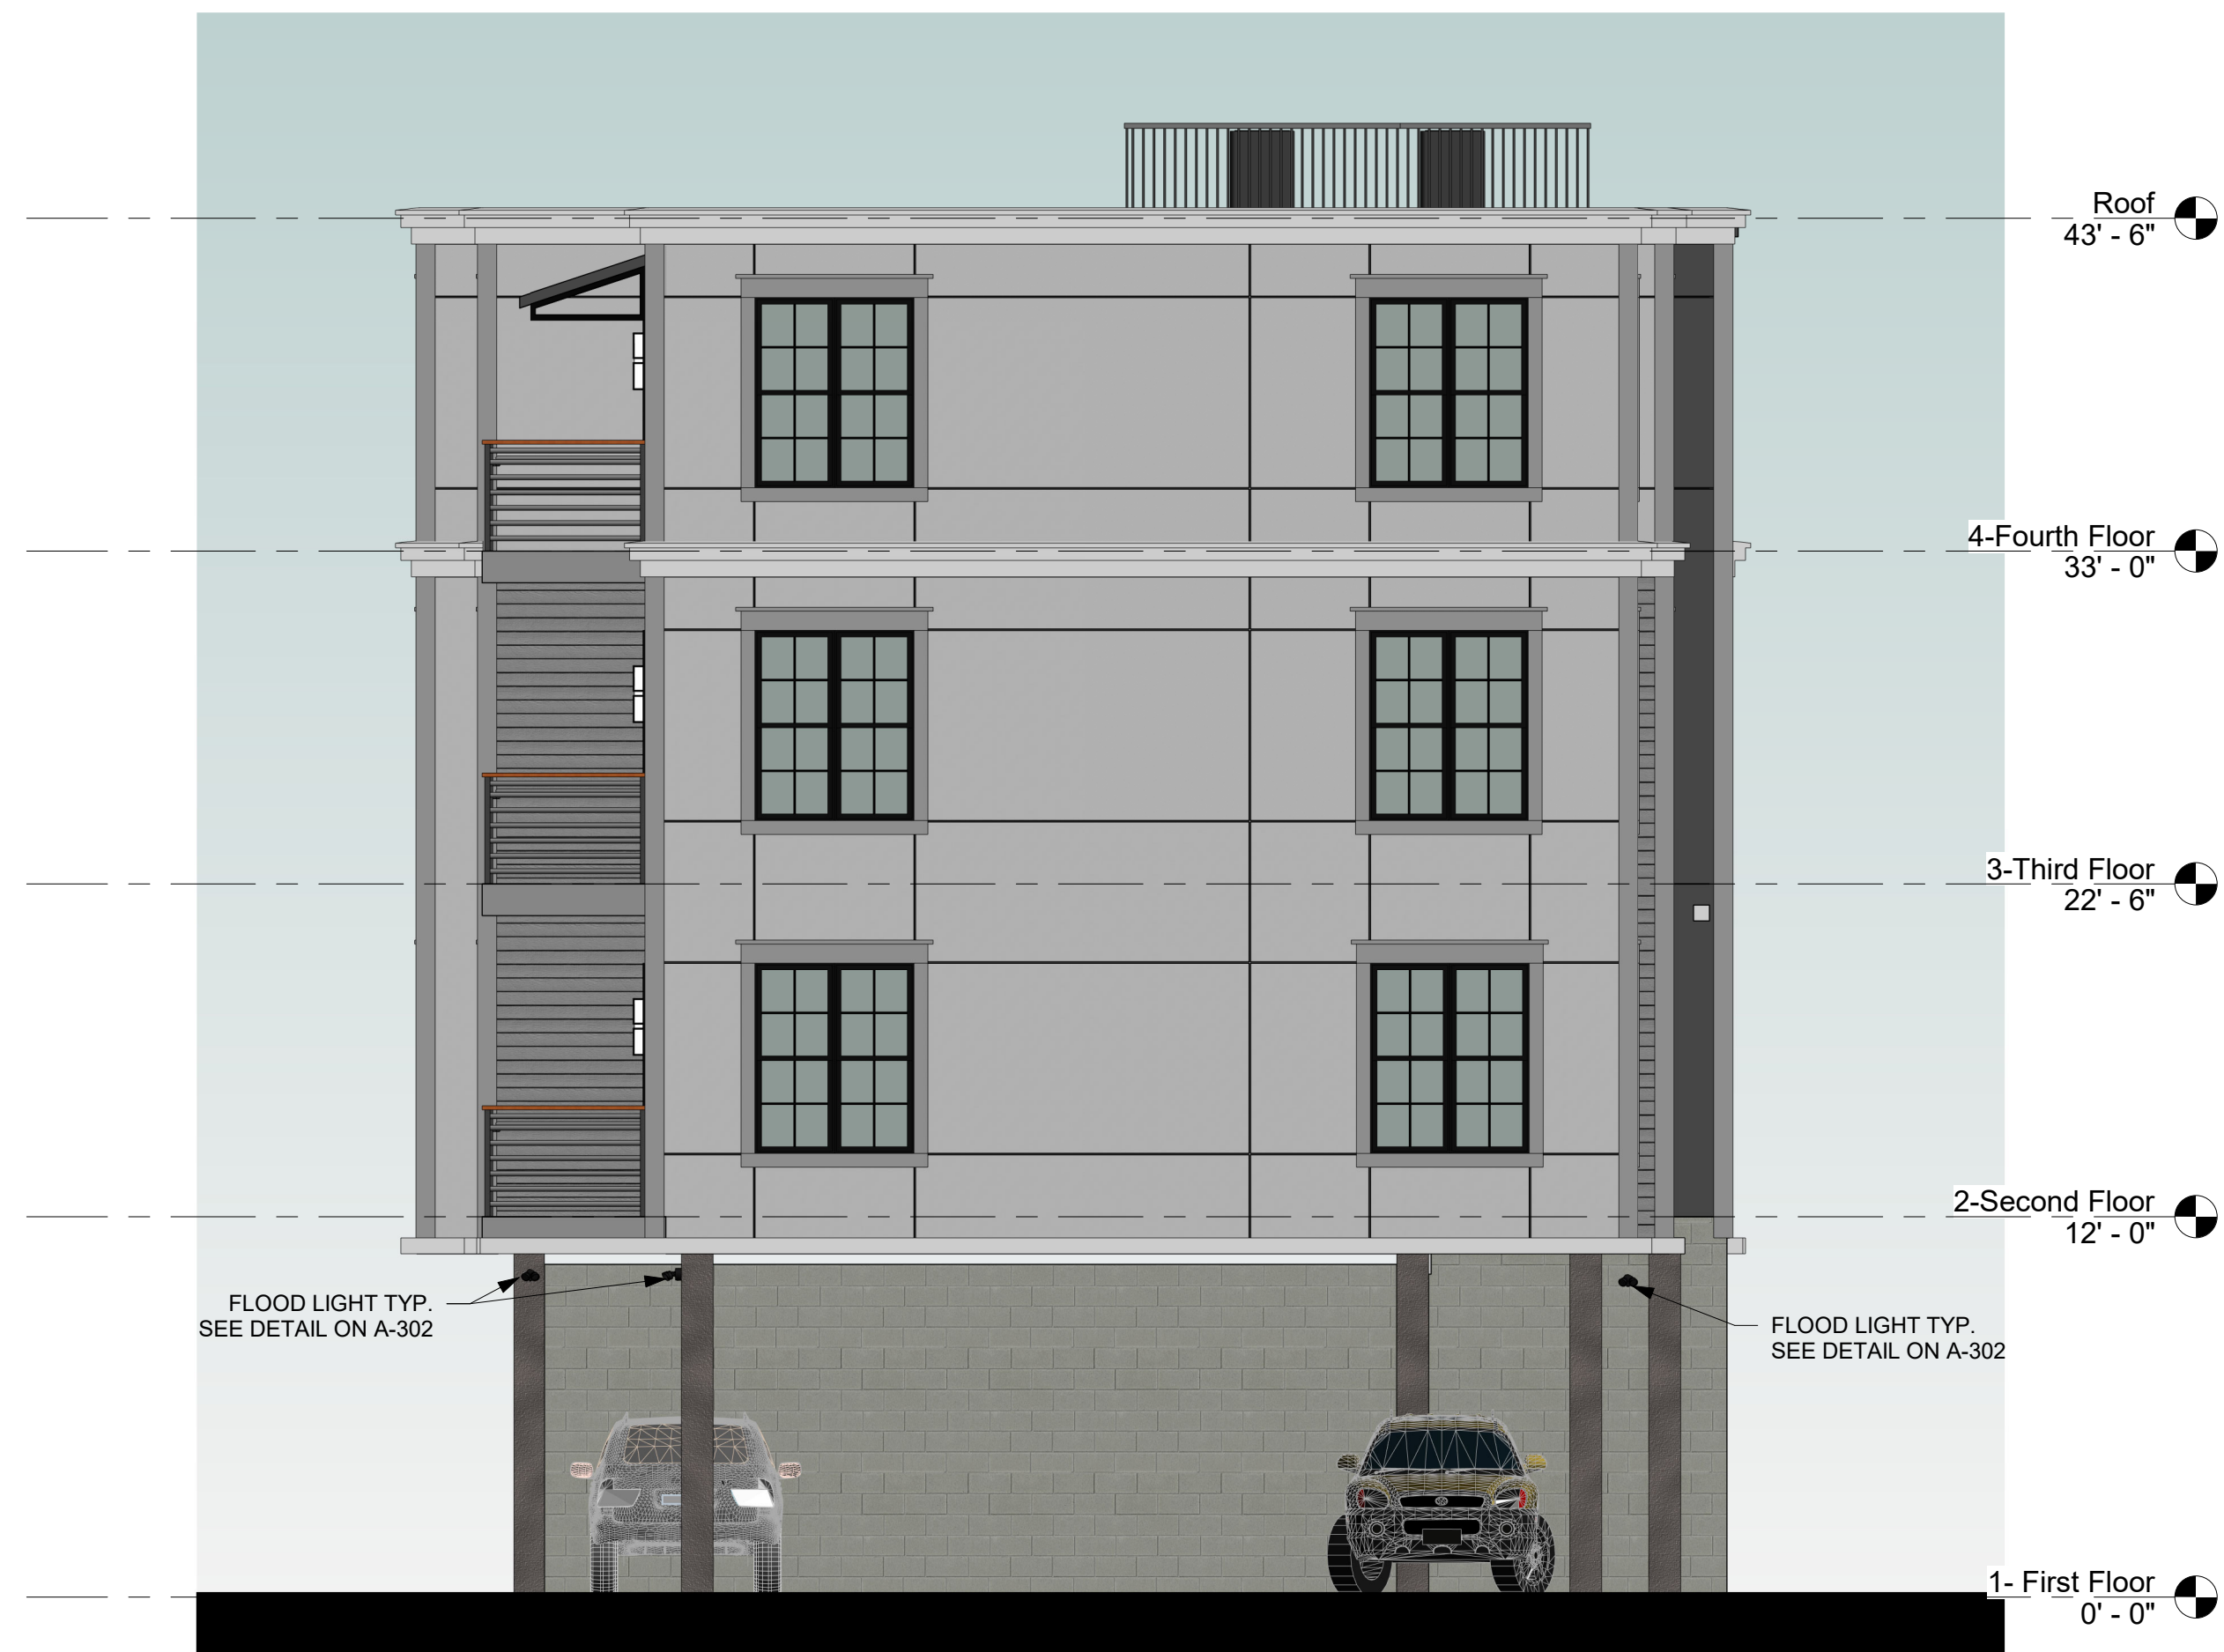 Roof
43' - 6"
4-Fourth Floor
33' - 0"
3-Third Floor
22' - 6"
2-Second Floor
12' - 0"
FLOOD LIGHT TYP.
SEE DETAIL ON A-302
FLOOD LIGHT TYP.
SEE DETAIL ON A-302
1- First Floor
0' - 0"